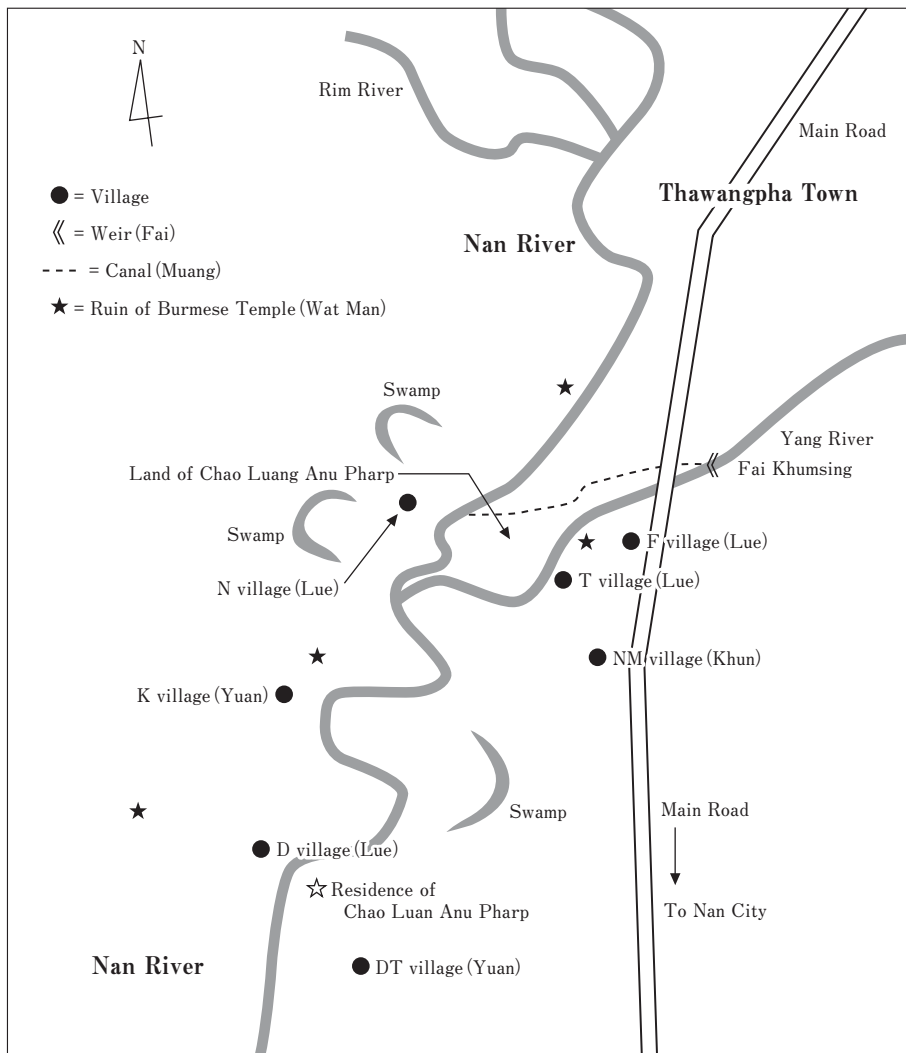 N
Rim River
Main Road
= Village
Thawangpha Town
= Weir (Fai)
Nan River
= Canal (Muang)
= Ruin of Burmese Temple (Wat Man)
Swamp
Yang River
Land of Chao Luang Anu Pharp
Fai Khumsing
Swamp
F village (Lue)
N village (Lue)
T village (Lue)
NM village (Khun)
K village (Yuan)
Swamp
Main Road
D village (Lue)
Residence of
Chao Luan Anu Pharp
To Nan City
Nan River
DT village (Yuan)